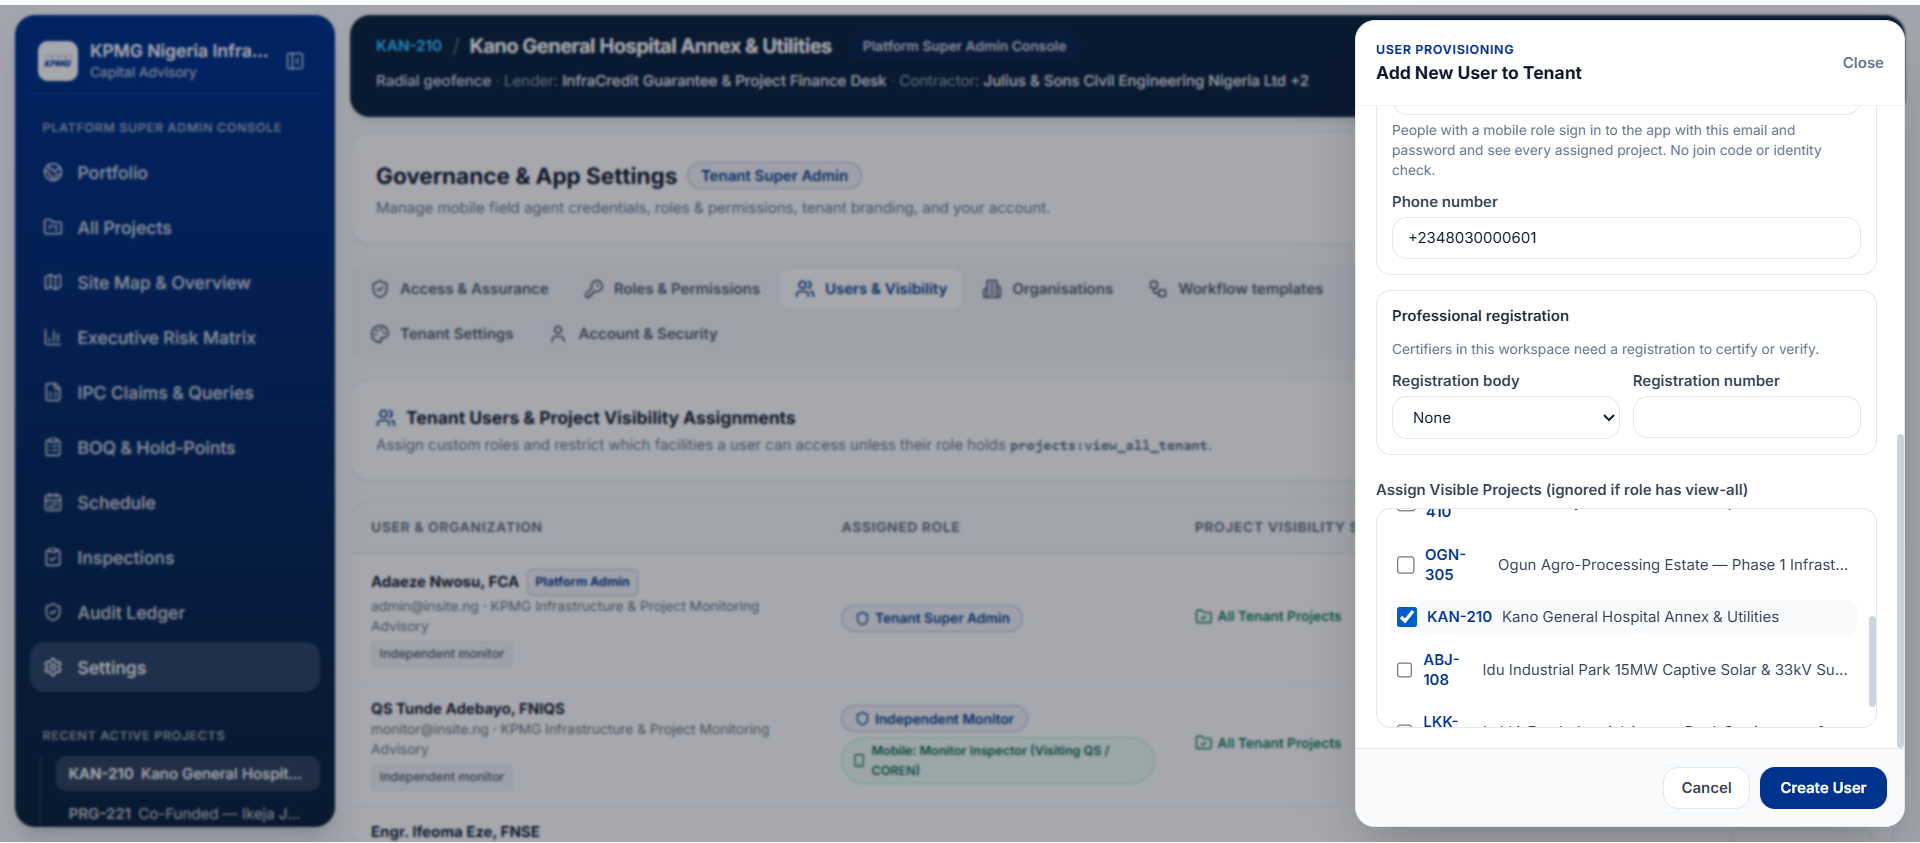 KPMG Nigeria Infra...
Capital Advisory
PLATFORM SUPER ADMIN CONSOLE
Portfolio
All Projects
Site Map & Overview
Executive Risk Matrix
IPC Claims & Queries
BOQ & Hold-Points
Schedule
Inspections
Audit Ledger
Settings
RECENT ACTIVE PROJECTS
KAN-210 Kano General Hospit...
PRG-221 Co-Funded — Ikeja J...
KAN-210 / Kano General Hospital Annex & Utilities Platform Super Admin Console
Radial geofence · Lender: InfraCredit Guarantee & Project Finance Desk · Contractor: Julius & Sons Civil Engineering Nigeria Ltd +2
Governance & App Settings Tenant Super Admin
Manage mobile field agent credentials, roles & permissions, tenant branding, and your account.
Access & Assurance Roles & Permissions Users & Visibility Organisations Workflow templates
Tenant Settings Account & Security
Tenant Users & Project Visibility Assignments
Assign custom roles and restrict which facilities a user can access unless their role holds projects:view_all_tenant.
USER & ORGANIZATION ASSIGNED ROLE PROJECT VISIBILITY S
Adaeze Nwosu, FCA Platform Admin
admin@insite.ng · KPMG Infrastructure & Project Monitoring
Advisory
Independent monitor
Tenant Super Admin
All Tenant Projects
QS Tunde Adebayo, FNIQS
monitor@insite.ng · KPMG Infrastructure & Project Monitoring
Advisory
Independent monitor
Independent Monitor
Mobile: Monitor Inspector (Visiting QS /
COREN)
All Tenant Projects
Engr. Ifeoma Eze, FNSE
USER PROVISIONING
Add New User to Tenant
Close
People with a mobile role sign in to the app with this email and
password and see every assigned project. No join code or identity
check.
Phone number
+2348030000601
Professional registration
Certifiers in this workspace need a registration to certify or verify.
Registration body Registration number
None
Assign Visible Projects (ignored if role has view-all)
410
OGN-
305
Ogun Agro-Processing Estate — Phase 1 Infrast...
KAN-210 Kano General Hospital Annex & Utilities
ABJ-
108
Idu Industrial Park 15MW Captive Solar & 33kV Su...
LKK-
Cancel Create User